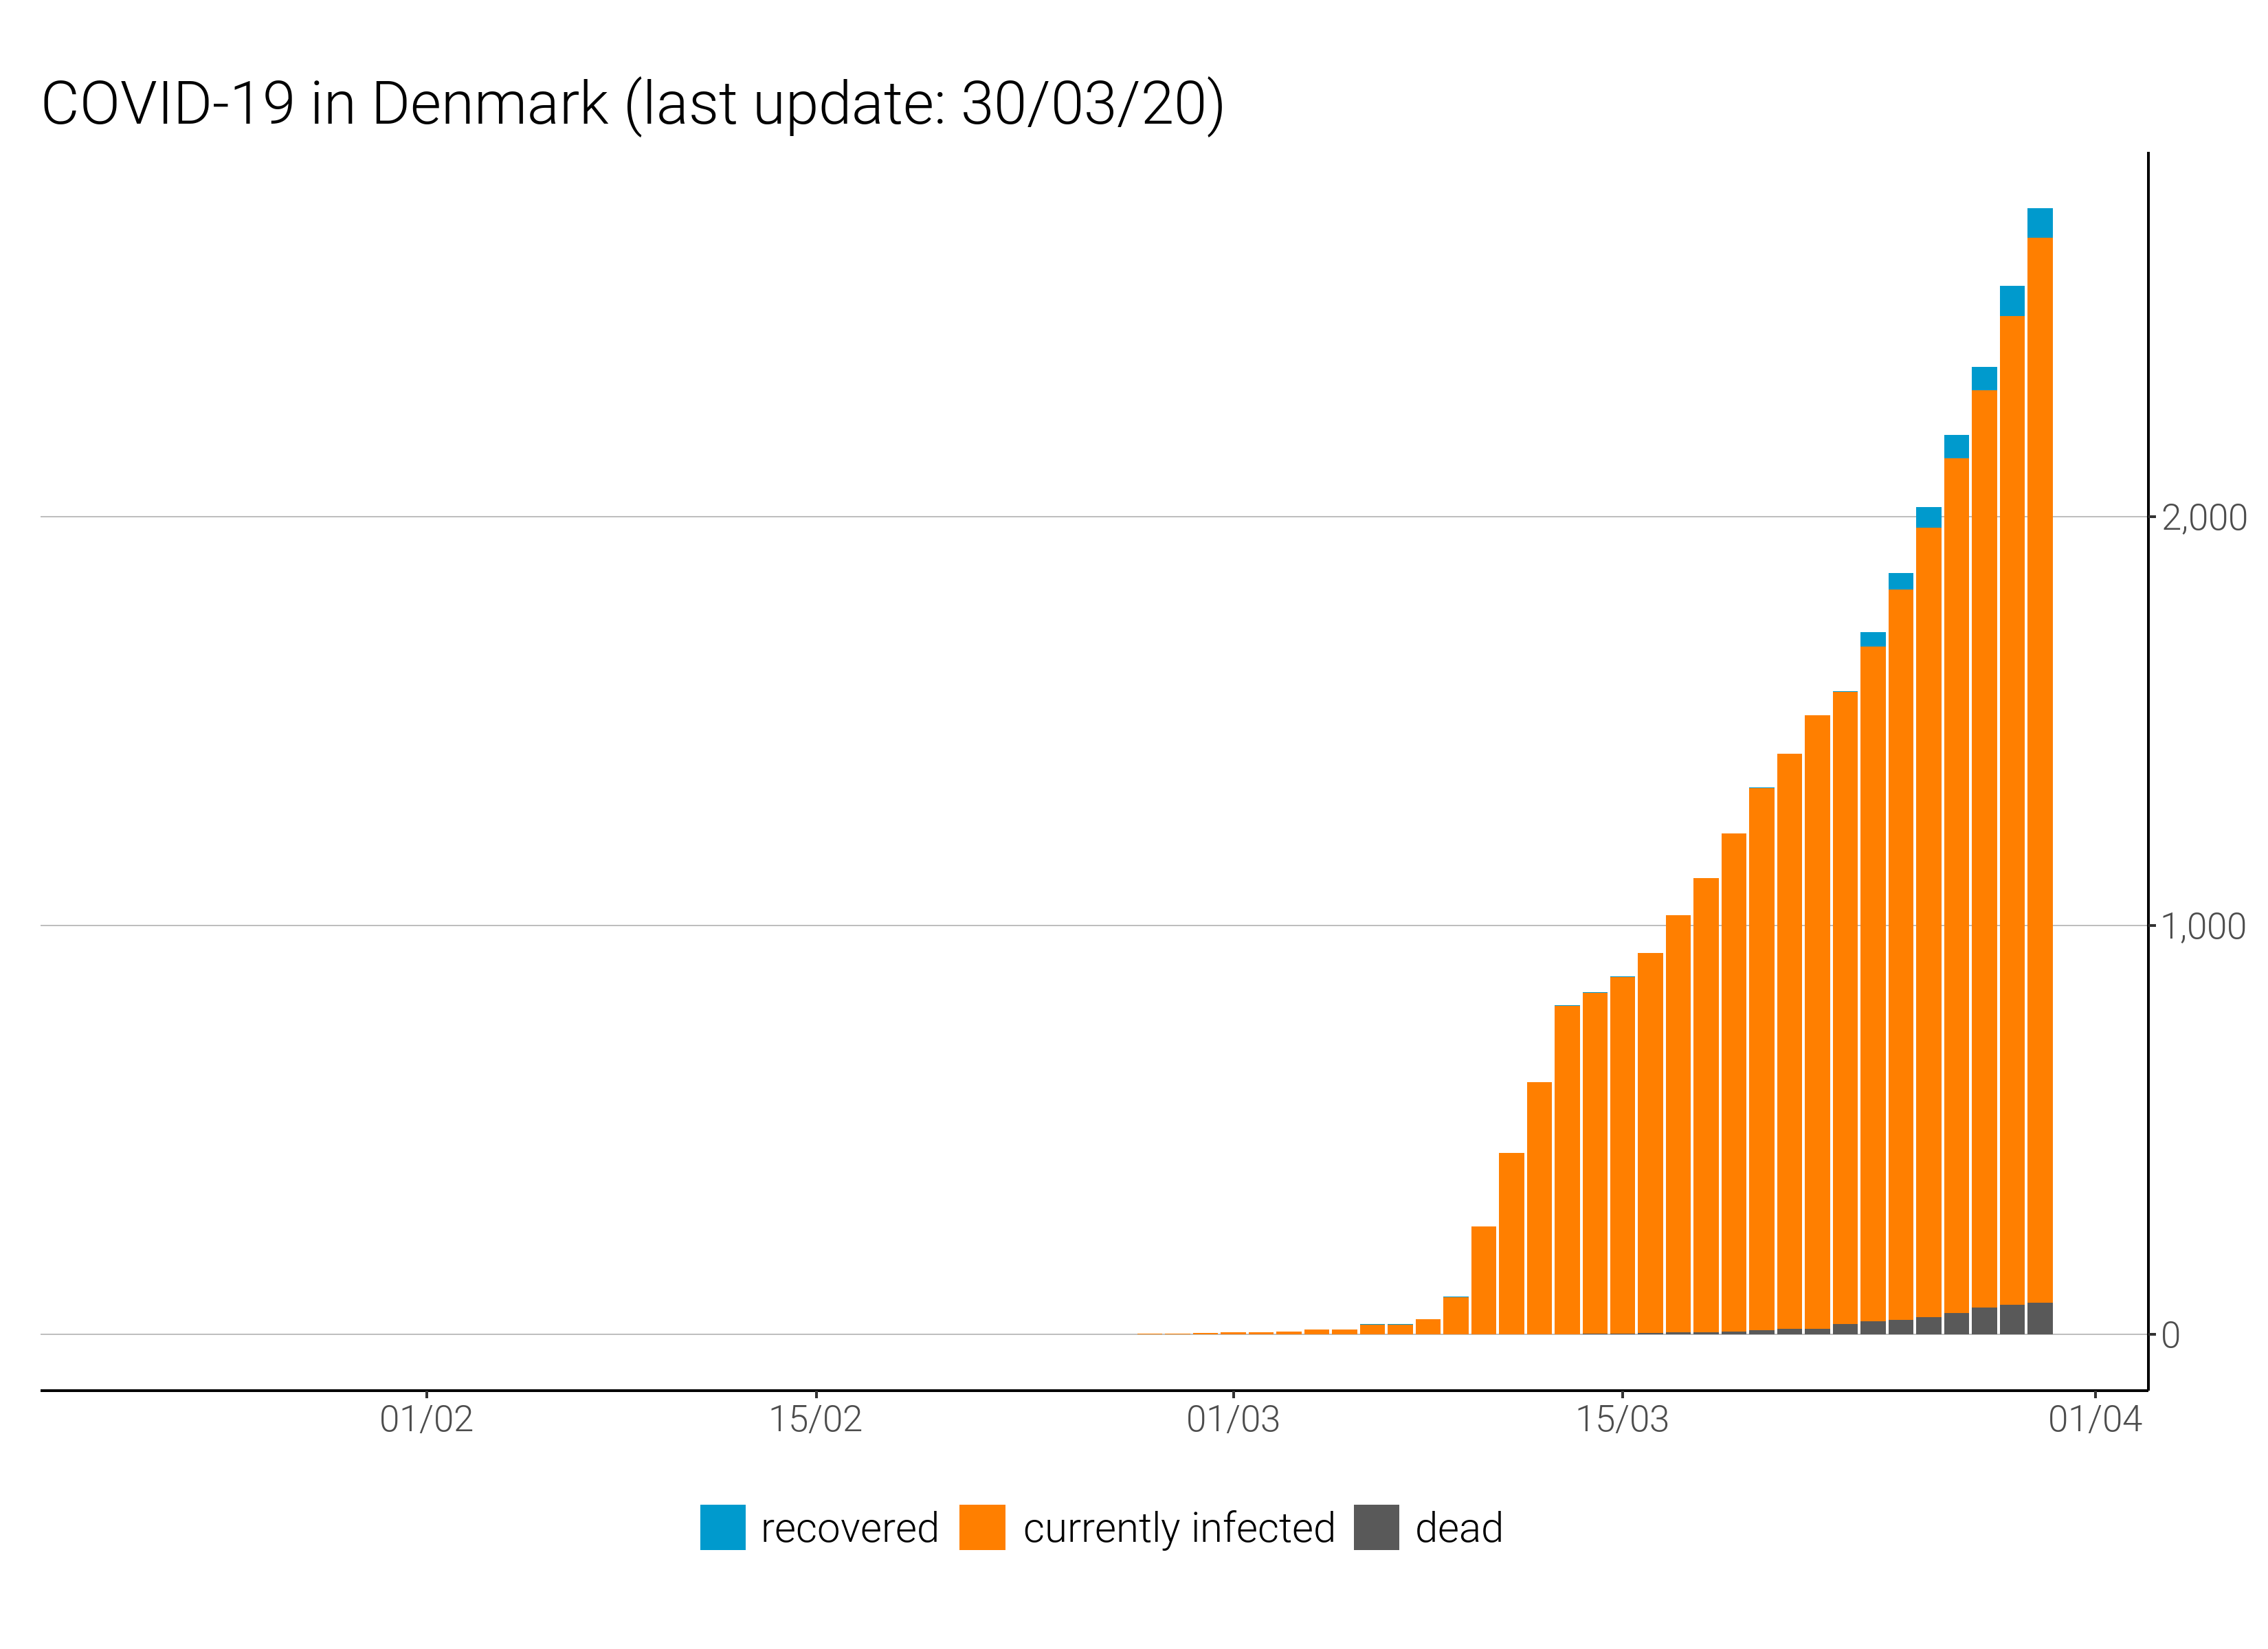 COVID-19 in Denmark (last update: 30/03/20)
2,000
1,000
0
01/02 15/02 01/03 15/03 01/04
recovered currently infected dead